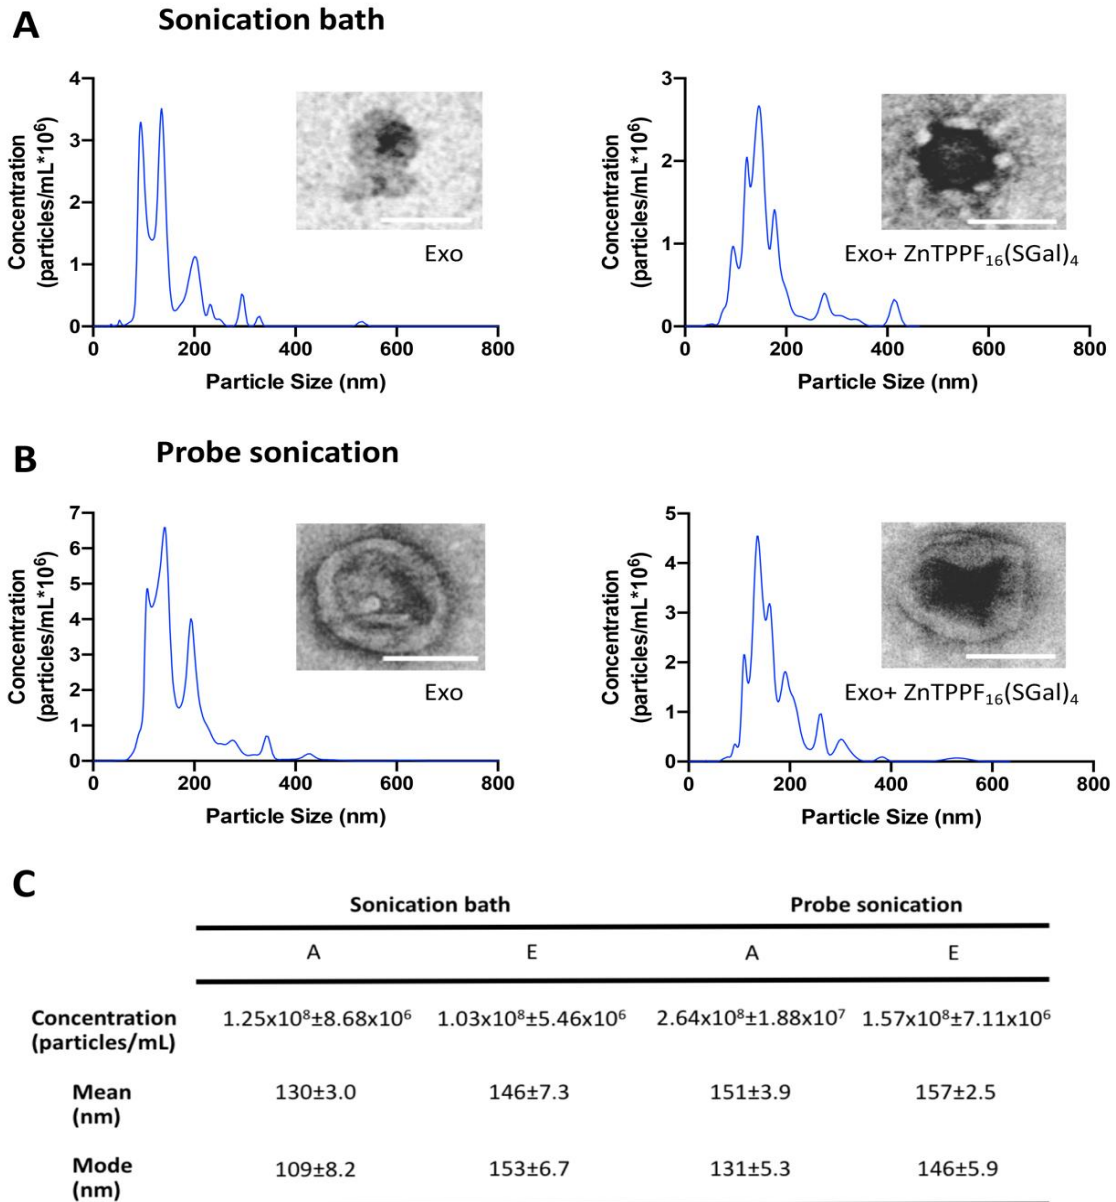 A
Sonication bath
Concentration
(particles/mL*10⁶)
4
3
2
1
0
0 200 400 600 800
Particle Size (nm)
Exo
Concentration
(particles/mL*10⁶)
3
2
1
0
0 200 400 600 800
Particle Size (nm)
Exo+ ZnTPPF₁₆(SGal)₄
B
Probe sonication
Concentration
(particles/mL*10⁶)
7
6
5
4
3
2
1
0
0 200 400 600 800
Particle Size (nm)
Exo
Concentration
(particles/mL*10⁶)
5
4
3
2
1
0
0 200 400 600 800
Particle Size (nm)
Exo+ ZnTPPF₁₆(SGal)₄
C
Sonication bath Probe sonication
A E A E
Concentration
(particles/mL)
1.25x10⁸±8.68x10⁶ 1.03x10⁸±5.46x10⁶ 2.64x10⁸±1.88x10⁷ 1.57x10⁸±7.11x10⁶
Mean
(nm)
130±3.0 146±7.3 151±3.9 157±2.5
Mode
(nm)
109±8.2 153±6.7 131±5.3 146±5.9